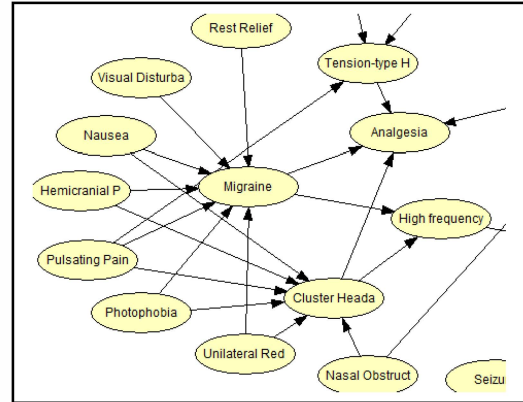 Rest Relief
Tension-type H
Visual Disturba
Nausea
Analgesia
Hemicranial P
Migraine
High frequency
Pulsating Pain
Photophobia
Cluster Heada
Unilateral Red
Nasal Obstruct
Seizu